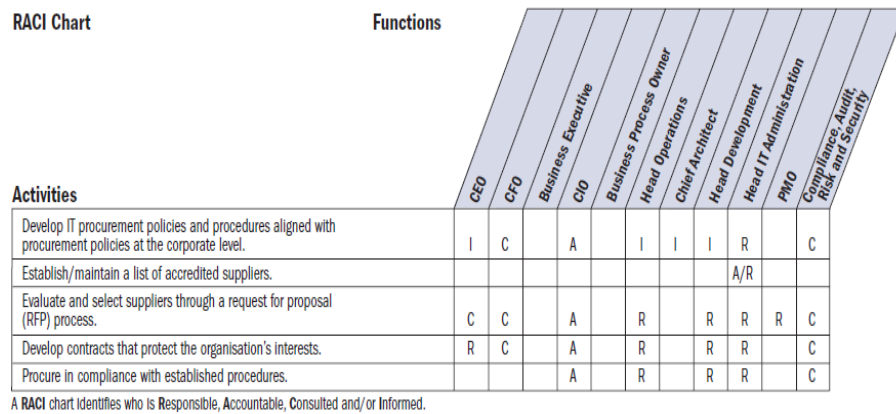 RACI Chart Functions
CEO
CFO
Business Executive
CIO
Business Process Owner
Head Operations
Chief Architect
Head Development
Head IT Administration
PMO
Compliance, Audit,
Risk and Security
Activities
Develop IT procurement policies and procedures aligned with
procurement policies at the corporate level. I C A I I I R C
Establish/maintain a list of accredited suppliers. A/R
Evaluate and select suppliers through a request for proposal
(RFP) process. C C A R R R R C
Develop contracts that protect the organisation's interests. R C A R R R C
Procure in compliance with established procedures. A R R R C
A RACI chart identifies who is Responsible, Accountable, Consulted and/or Informed.